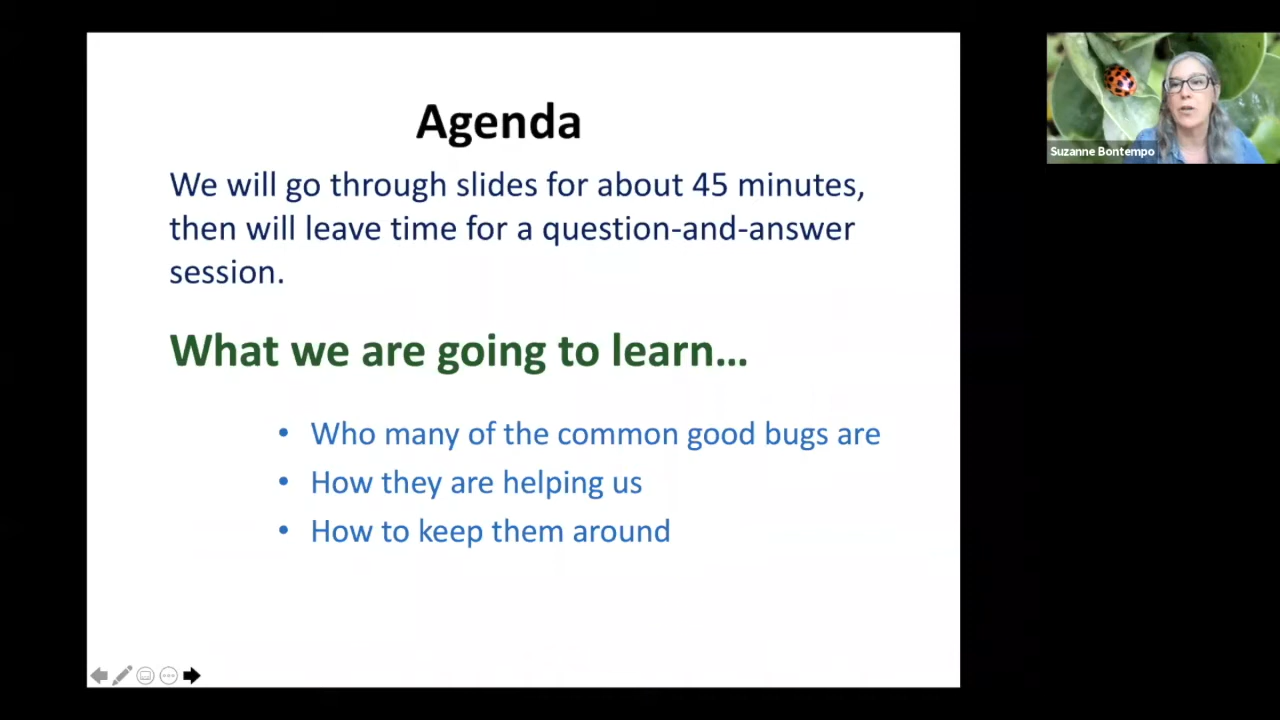 Agenda
We will go through slides for about 45 minutes,
then will leave time for a question-and-answer
session.
What we are going to learn…
• Who many of the common good bugs are
• How they are helping us
• How to keep them around
Suzanne Bontempo